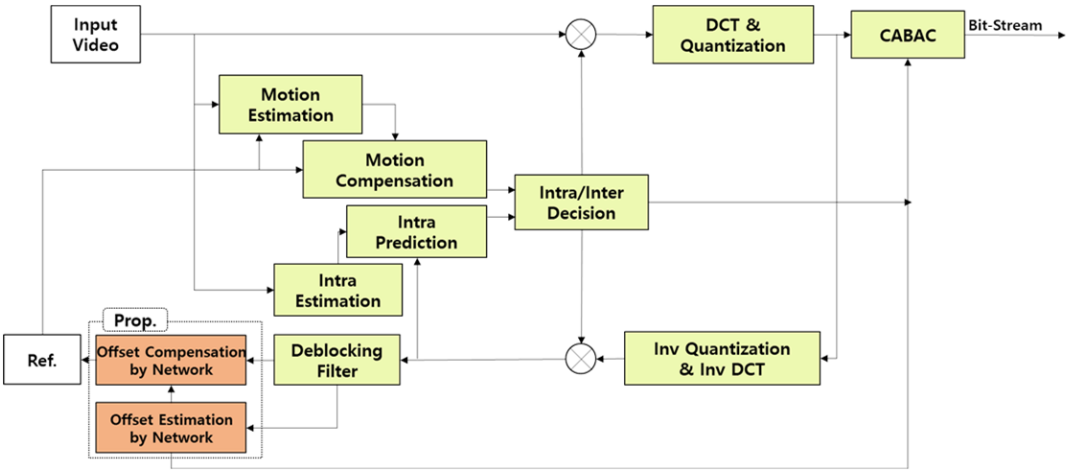 Input
Video
DCT &
Quantization
CABAC
Bit-Stream
Motion
Estimation
Motion
Compensation
Intra/Inter
Decision
Intra
Prediction
Intra
Estimation
Prop.
Ref.
Offset Compensation
by Network
Deblocking
Filter
Inv Quantization
& Inv DCT
Offset Estimation
by Network